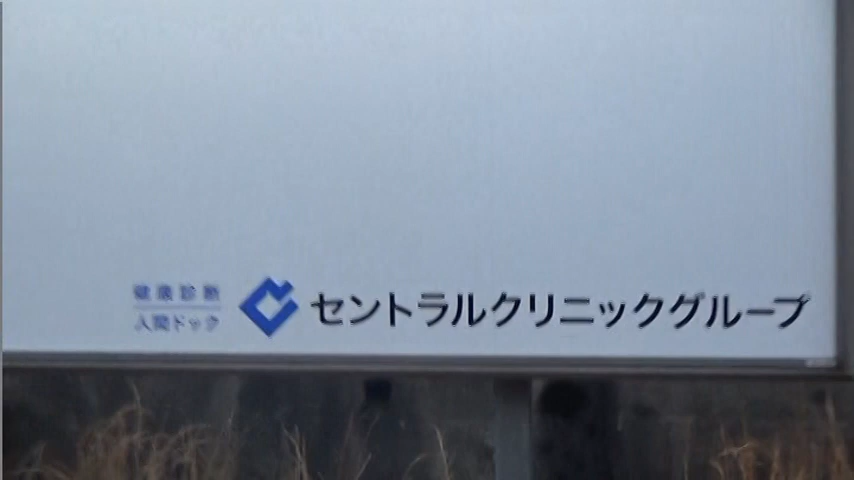 健康診断
人間ドック
セントラルクリニックグループ